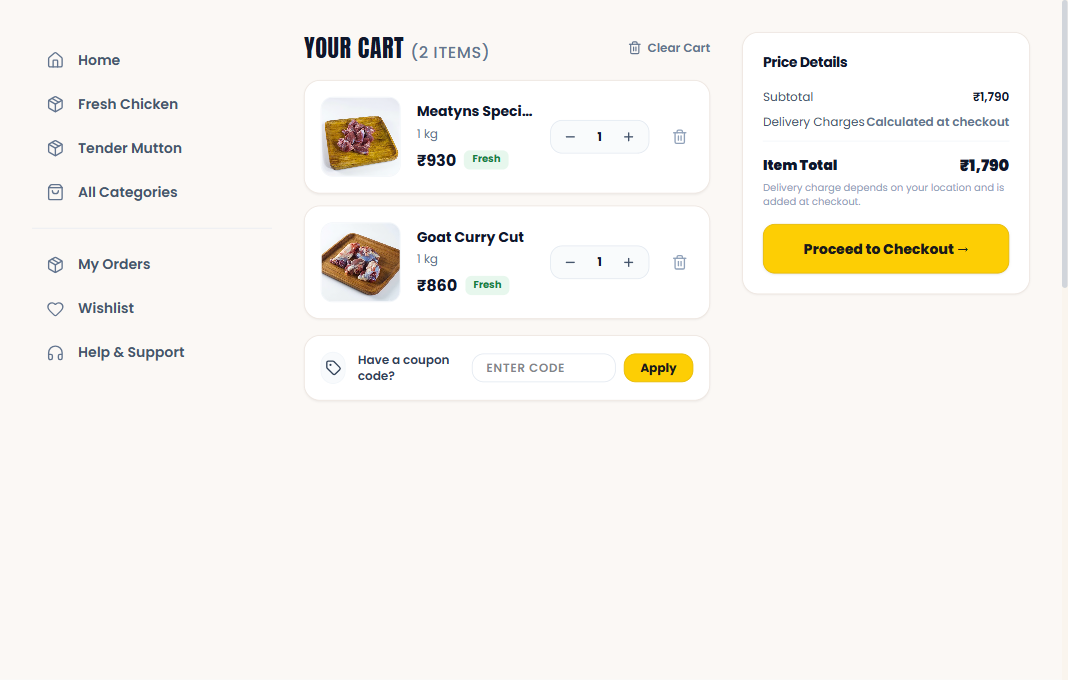 Home
Fresh Chicken
Tender Mutton
All Categories
My Orders
Wishlist
Help & Support
YOUR CART (2 ITEMS)
Clear Cart
Meatyns Speci...
1 kg
₹930 Fresh
− 1 +
Goat Curry Cut
1 kg
₹860 Fresh
− 1 +
Have a coupon
code?
ENTER CODE
Apply
Price Details
Subtotal ₹1,790
Delivery Charges Calculated at checkout
Item Total ₹1,790
Delivery charge depends on your location and is
added at checkout.
Proceed to Checkout →